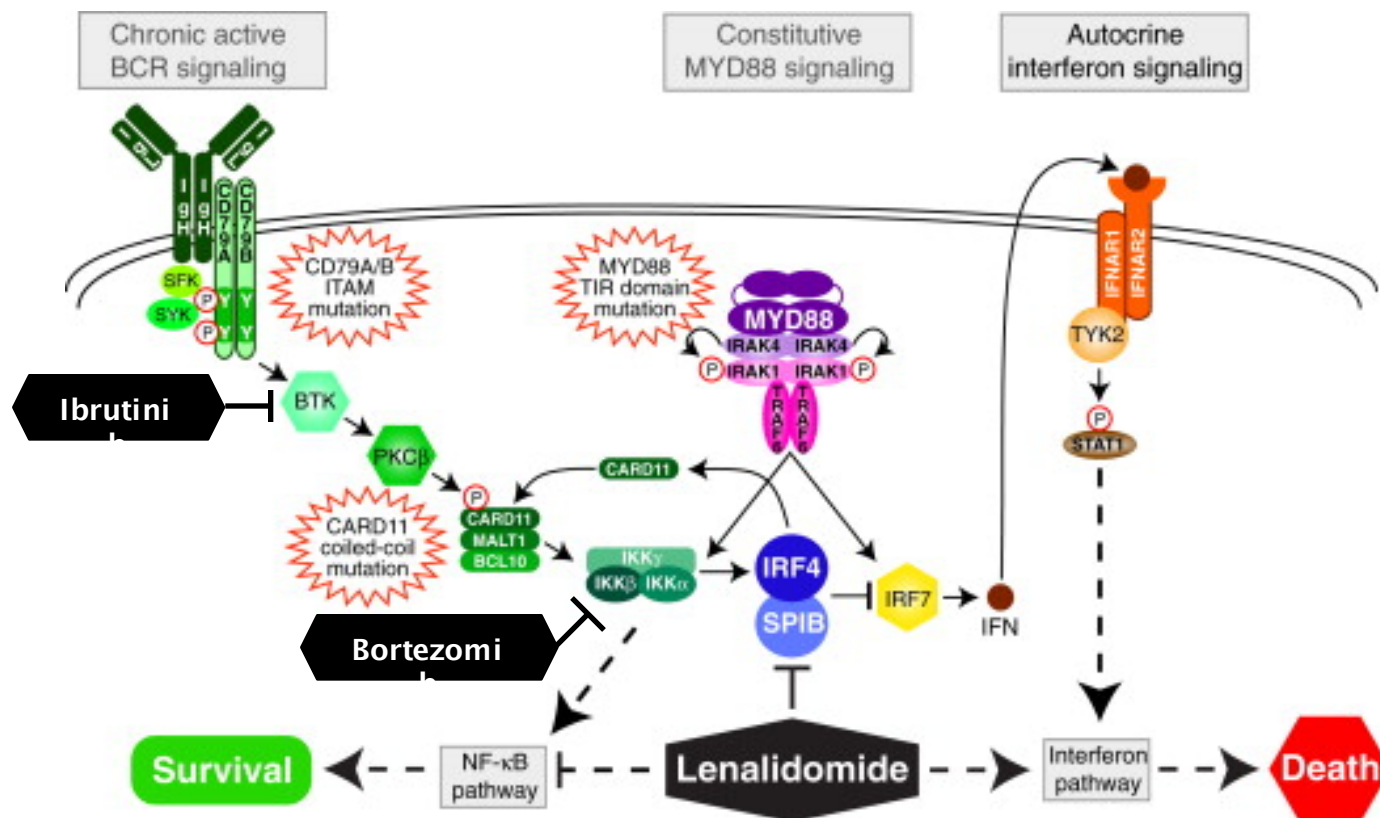 Chronic active
BCR signaling
Constitutive
MYD88 signaling
Autocrine
interferon signaling
IgL
IgL
IgH
IgH
CD79A
CD79B
SFK
SYK
P
P
Y
Y
Y
Y
CD79A/B
ITAM
mutation
MYD88
TIR domain
mutation
MYD88
IRAK4 IRAK4
P IRAK1 IRAK1 P
TRAF6
TRAF6
IFNAR1
IFNAR2
TYK2
P
STAT1
Ibrutini
b
BTK
PKCβ
P
CARD11
MALT1
BCL10
CARD11
CARD11
coiled-coil
mutation
IKKγ
IKKβ IKKα
IRF4
SPIB
IRF7
IFN
Bortezomi
b
Survival
NF-κB
pathway
Lenalidomide
Interferon
pathway
Death